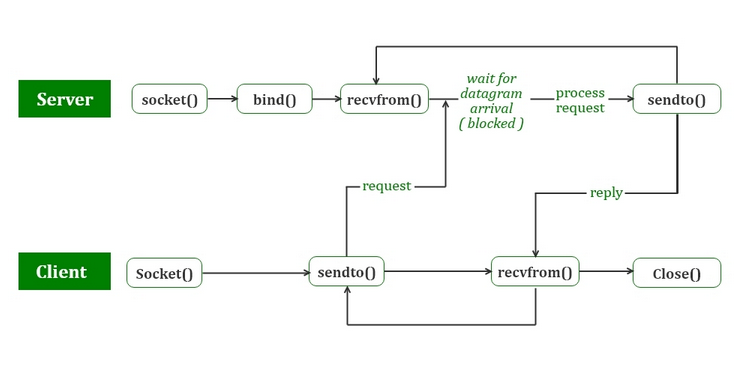 Server
socket()
bind()
recvfrom()
wait for
datagram
arrival
( blocked )
process
request
sendto()
request
reply
Client
Socket()
sendto()
recvfrom()
Close()